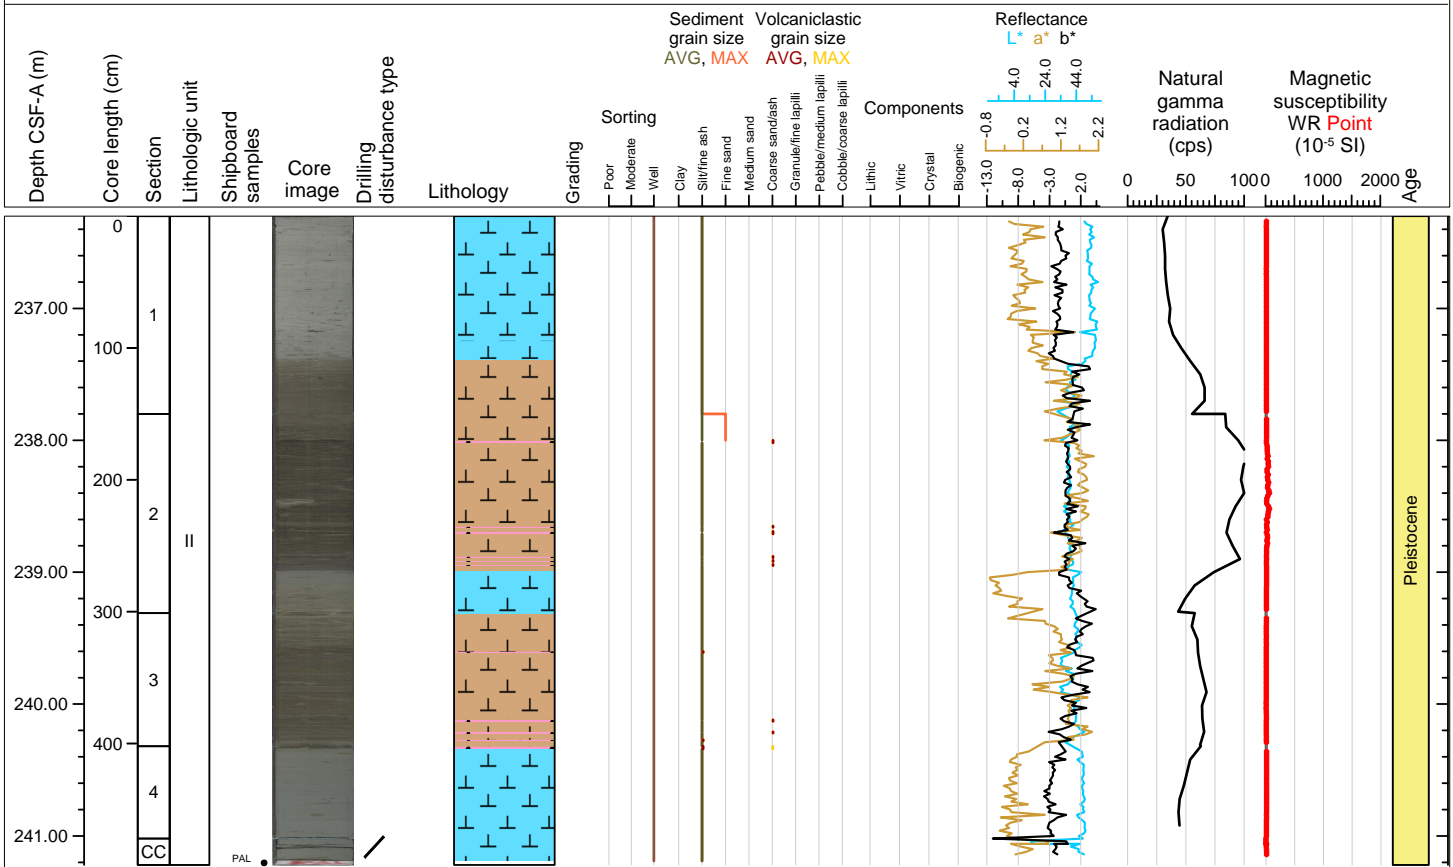 Depth CSF-A (m)
Core length (cm)
Section
Lithologic unit
Shipboard
samples
Core
image
Drilling
disturbance type
Lithology
Grading
Sorting
Poor
Moderate
Well
Sediment
grain size
AVG, MAX
Volcaniclastic
grain size
AVG, MAX
Clay
Silt/fine ash
Fine sand
Medium sand
Coarse sand/ash
Granule/fine lapilli
Pebble/medium lapilli
Cobble/coarse lapilli
Components
Lithic
Vitric
Crystal
Biogenic
Reflectance
L* a* b*
4.0 24.0 44.0
-0.8 0.2 1.2 2.2
-13.0 -8.0 -3.0 2.0
Natural
gamma
radiation
(cps)
0 50 100
Magnetic
susceptibility
WR Point
(10⁻⁵ SI)
0 1000 2000
Age
237.00
238.00
239.00
240.00
241.00
0
100
200
300
400
1
2
3
4
CC
II
PAL
Pleistocene